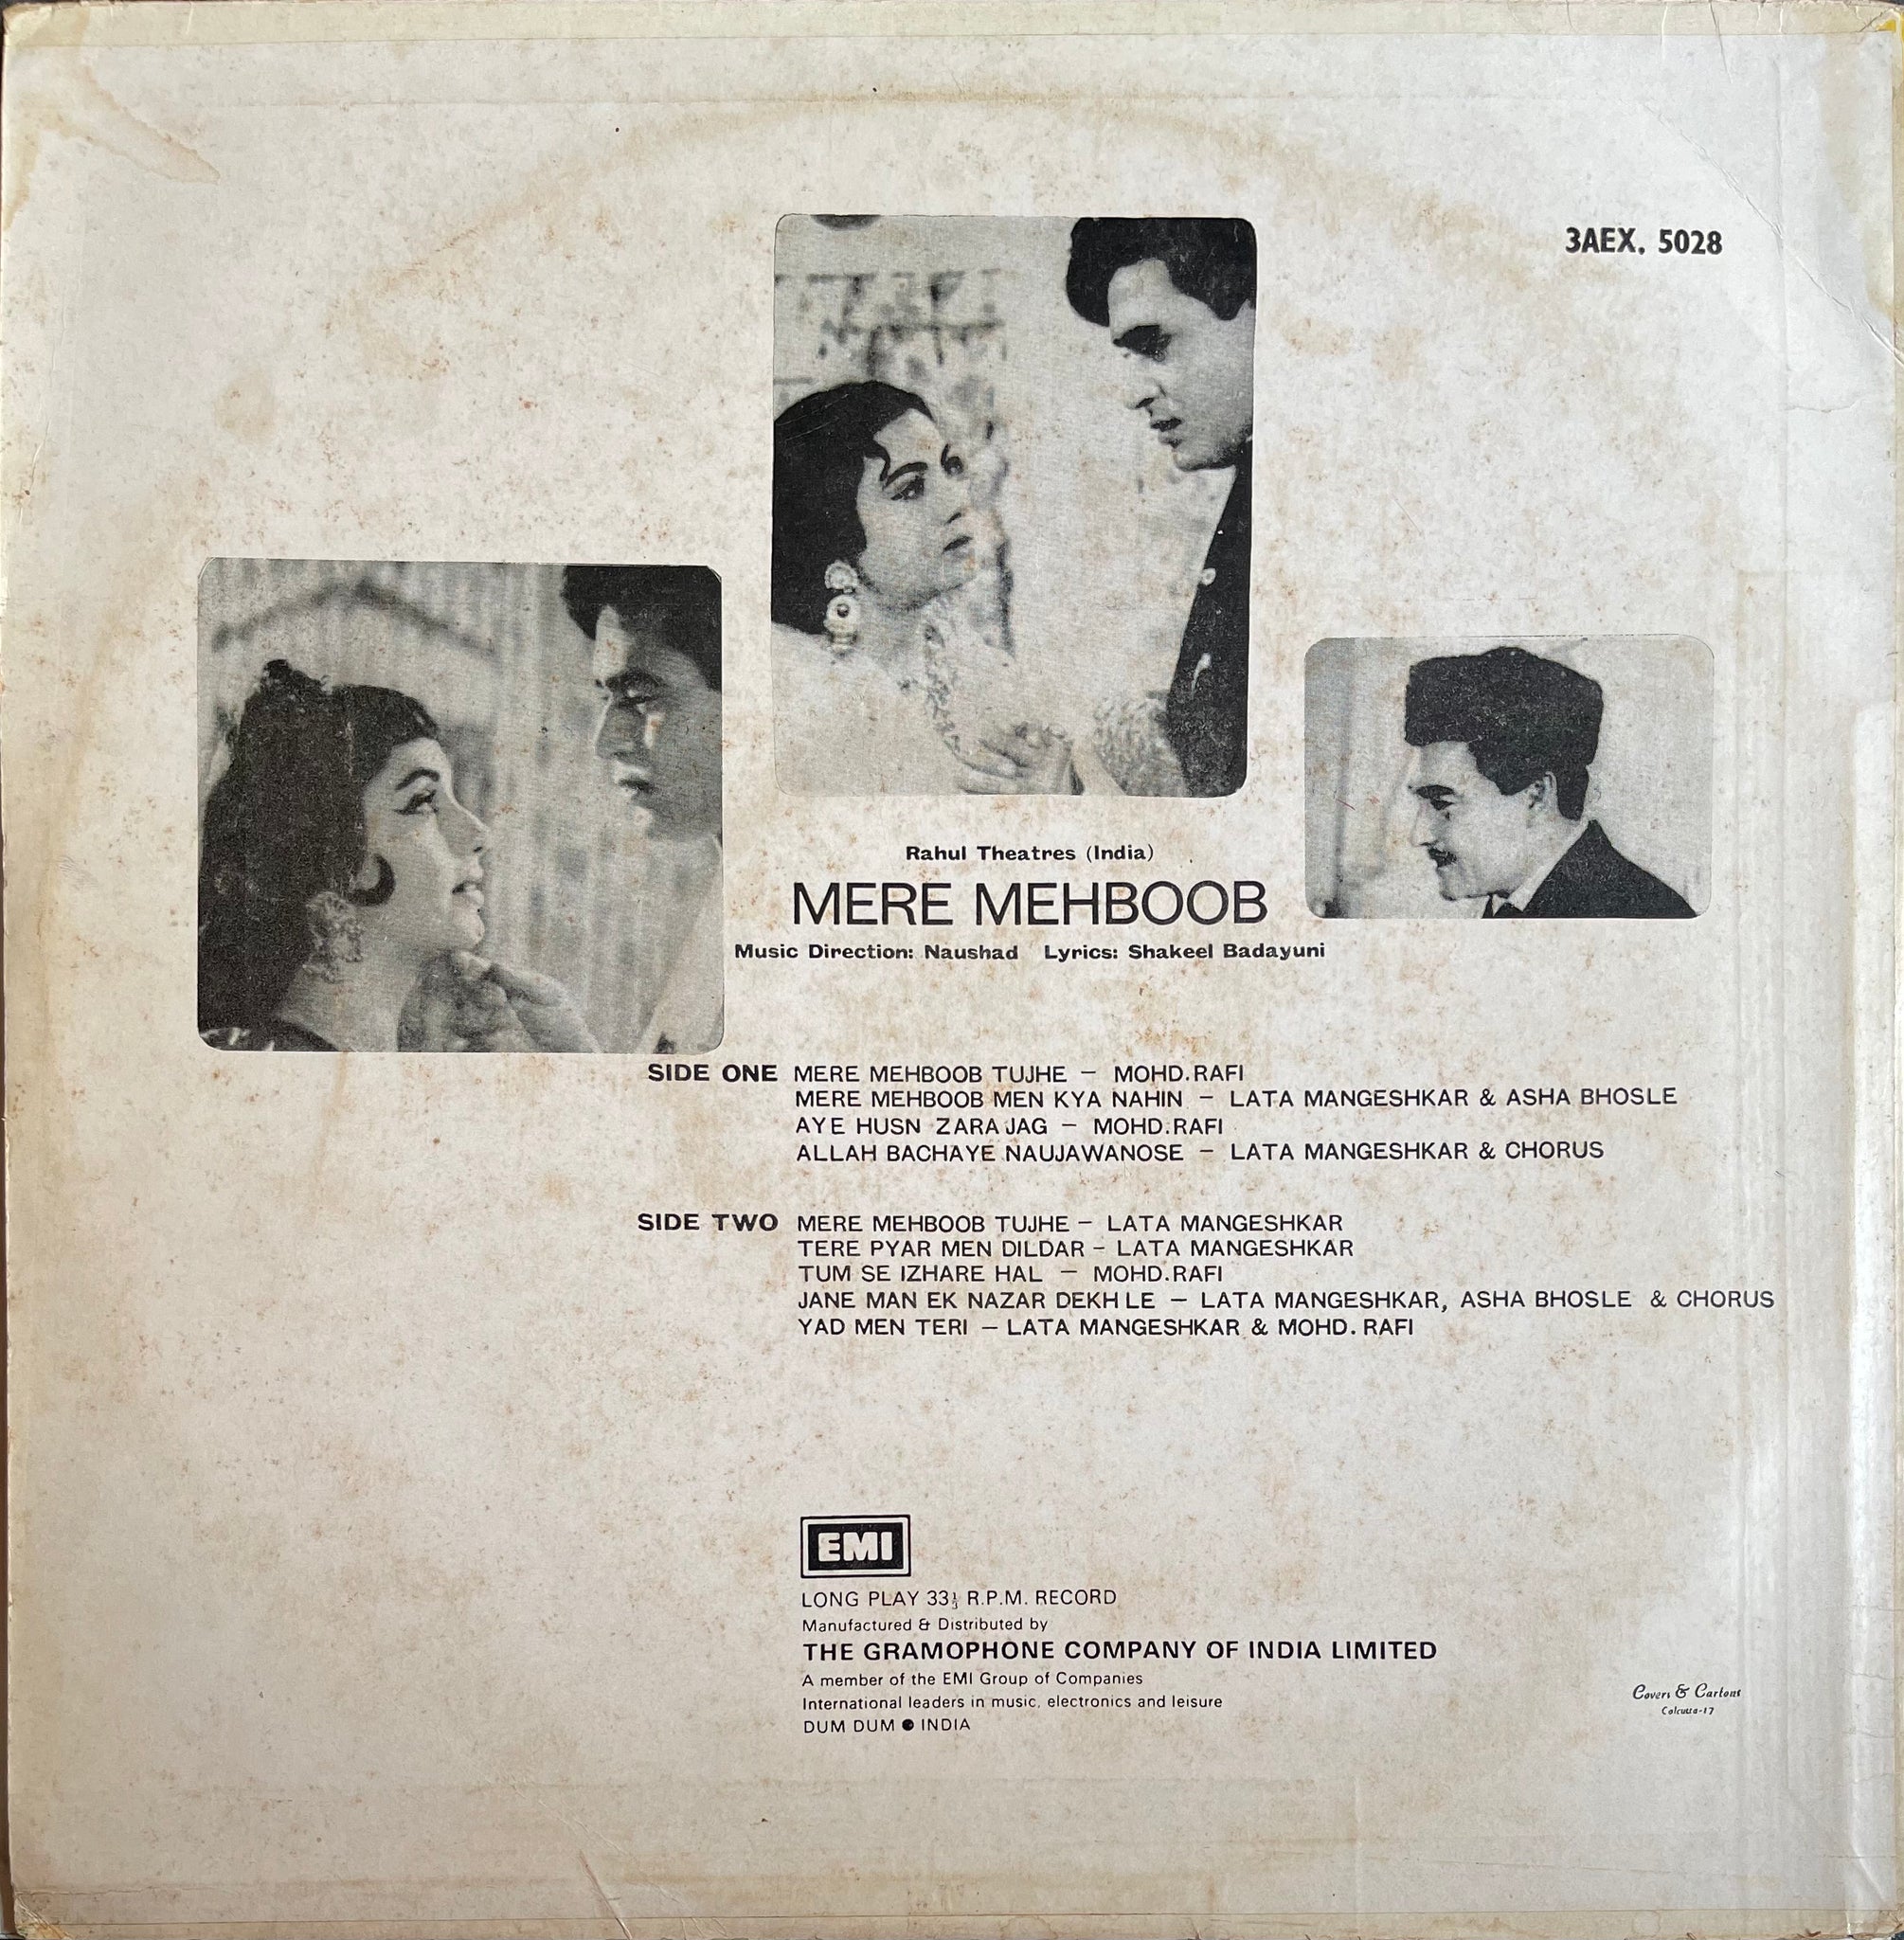 3AEX. 5028
Rahul Theatres (India)
MERE MEHBOOB
Music Direction: Naushad Lyrics: Shakeel Badayuni
SIDE ONE MERE MEHBOOB TUJHE – MOHD.RAFI
MERE MEHBOOB MEN KYA NAHIN – LATA MANGESHKAR & ASHA BHOSLE
AYE HUSN ZARA JAG – MOHD.RAFI
ALLAH BACHAYE NAUJAWANOSE – LATA MANGESHKAR & CHORUS
SIDE TWO MERE MEHBOOB TUJHE – LATA MANGESHKAR
TERE PYAR MEN DILDAR – LATA MANGESHKAR
TUM SE IZHARE HAL – MOHD.RAFI
JANE MAN EK NAZAR DEKH LE – LATA MANGESHKAR, ASHA BHOSLE & CHORUS
YAD MEN TERI – LATA MANGESHKAR & MOHD. RAFI
EMI
LONG PLAY 33⅓ R.P.M. RECORD
Manufactured & Distributed by
THE GRAMOPHONE COMPANY OF INDIA LIMITED
A member of the EMI Group of Companies
International leaders in music, electronics and leisure
DUM DUM ● INDIA
Covers & Cartons
Calcutta-17